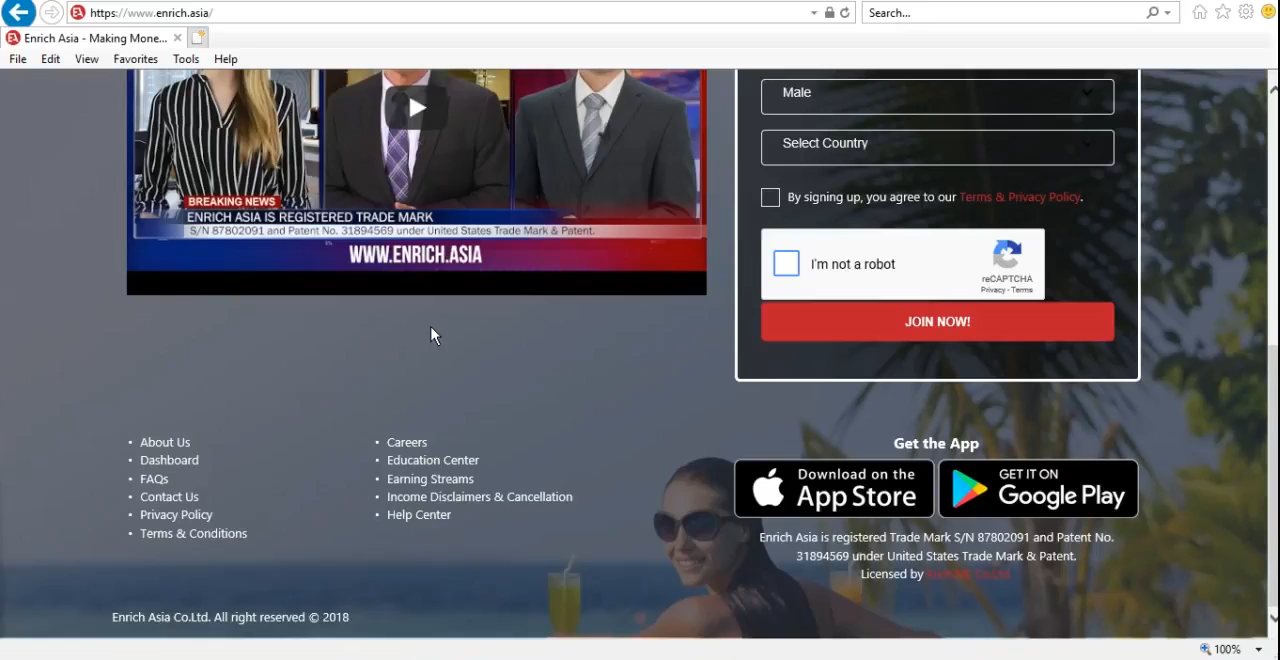 https://www.enrich.asia/
Search...
Enrich Asia - Making Mone...
File Edit View Favorites Tools Help
BREAKING NEWS
ENRICH ASIA IS REGISTERED TRADE MARK
S/N 87802091 and Patent No. 31894569 under United States Trade Mark & Patent.
WWW.ENRICH.ASIA
Male
Select Country
By signing up, you agree to our Terms & Privacy Policy.
I'm not a robot
reCAPTCHA
Privacy - Terms
JOIN NOW!
• About Us
• Dashboard
• FAQs
• Contact Us
• Privacy Policy
• Terms & Conditions
• Careers
• Education Center
• Earning Streams
• Income Disclaimers & Cancellation
• Help Center
Get the App
Download on the
App Store
GET IT ON
Google Play
Enrich Asia is registered Trade Mark S/N 87802091 and Patent No.
31894569 under United States Trade Mark & Patent.
Licensed by
Enrich Asia Co.Ltd. All right reserved © 2018
100%